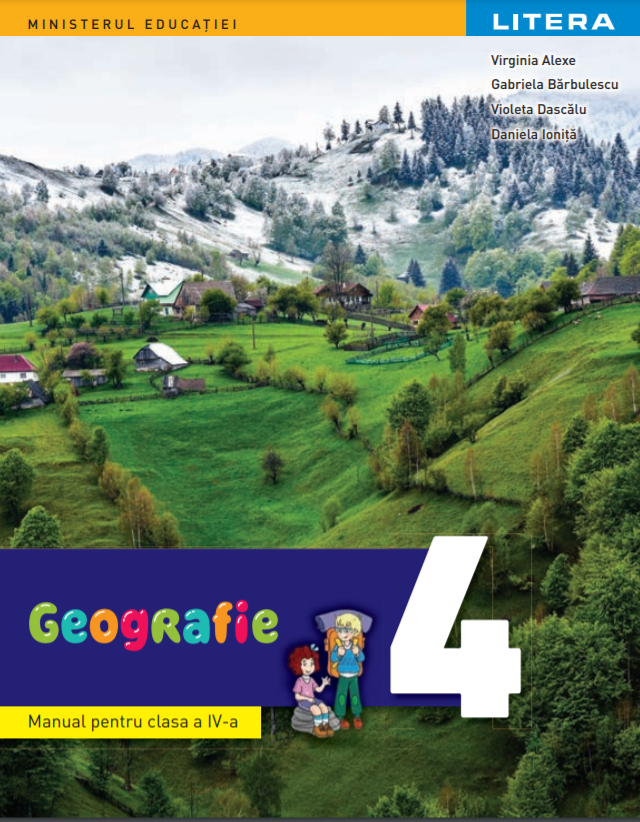 MINISTERUL EDUCAȚIEI
LITERA
Virginia Alexe
Gabriela Bărbulescu
Violeta Dascălu
Daniela Ioniță
Geografie
4
Manual pentru clasa a IV-a